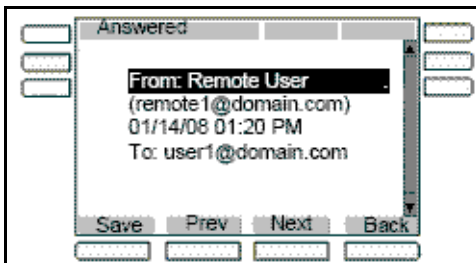 Answered
From: Remote User .
(remote1@domain.com)
01/14/08 01:20 PM
To: user1@domain.com
Save Prev Next Back